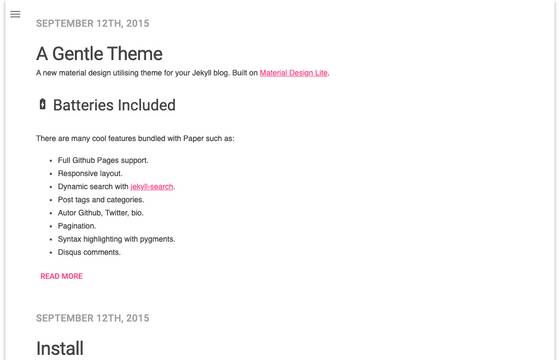 SEPTEMBER 12TH, 2015
A Gentle Theme
A new material design utilising theme for your Jekyll blog. Built on Material Design Lite.
Batteries Included
There are many cool features bundled with Paper such as:
Full Github Pages support.
Responsive layout.
Dynamic search with jekyll-search.
Post tags and categories.
Autor Github, Twitter, bio.
Pagination.
Syntax highlighting with pygments.
Disqus comments.
READ MORE
SEPTEMBER 12TH, 2015
Install